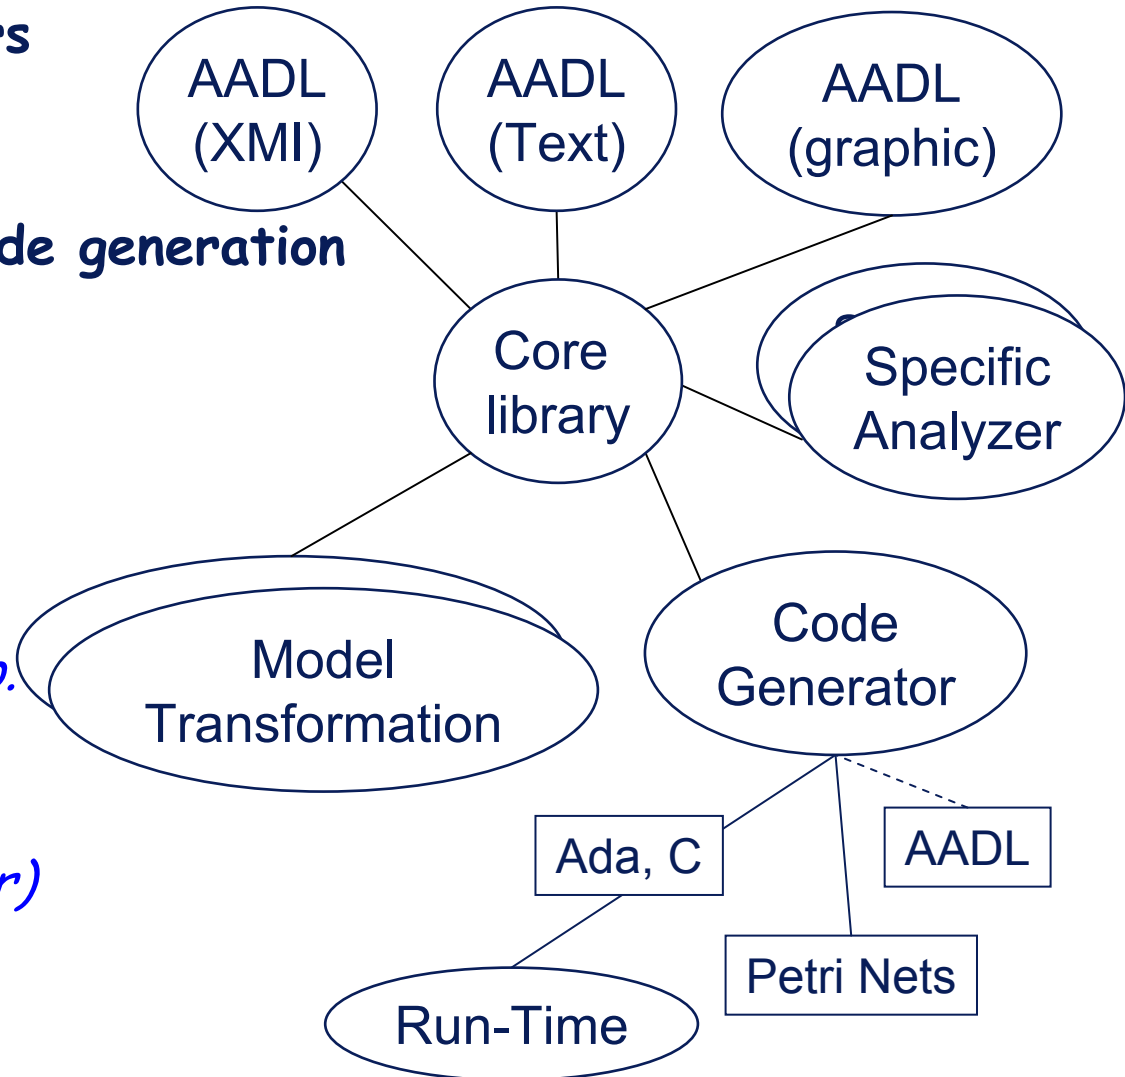 rs
AADL
(XMI)
AADL
(Text)
AADL
(graphic)
de generation
Core
library
Specific
Analyzer
Model
Transformation
Code
Generator
Ada, C
AADL
r)
Petri Nets
Run-Time